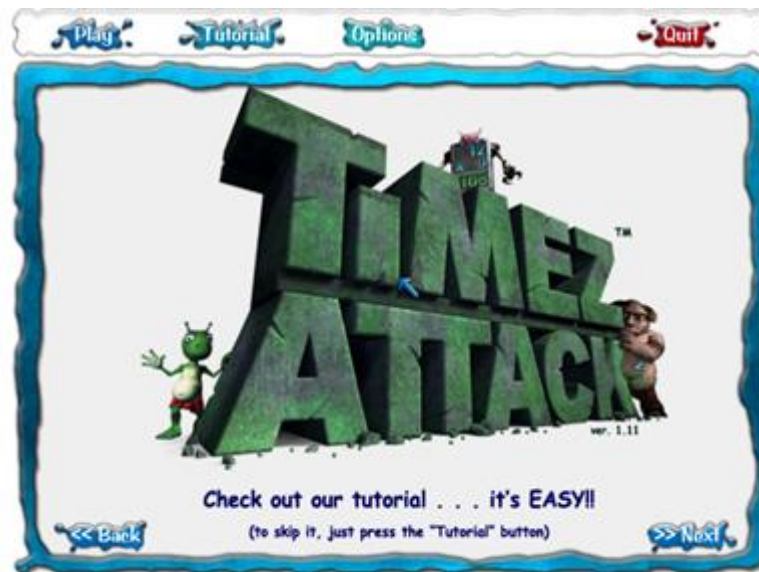 Play Tutorial Options Quit
TIMEZ
™
ATTACK
ver. 1.11
Check out our tutorial . . . it's EASY!!
(to skip it, just press the "Tutorial" button)
<< Back >> Next